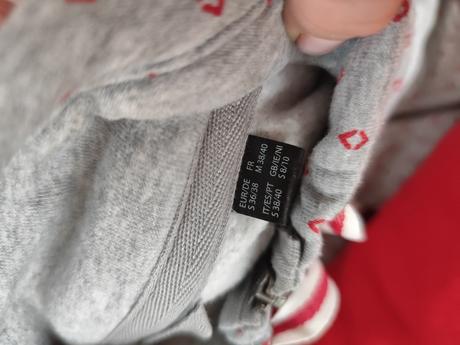 EUR/DE FR
S 36/38 M 38/40
IT/ES/PT GB/IE/NI
S 38/40 S 8/10